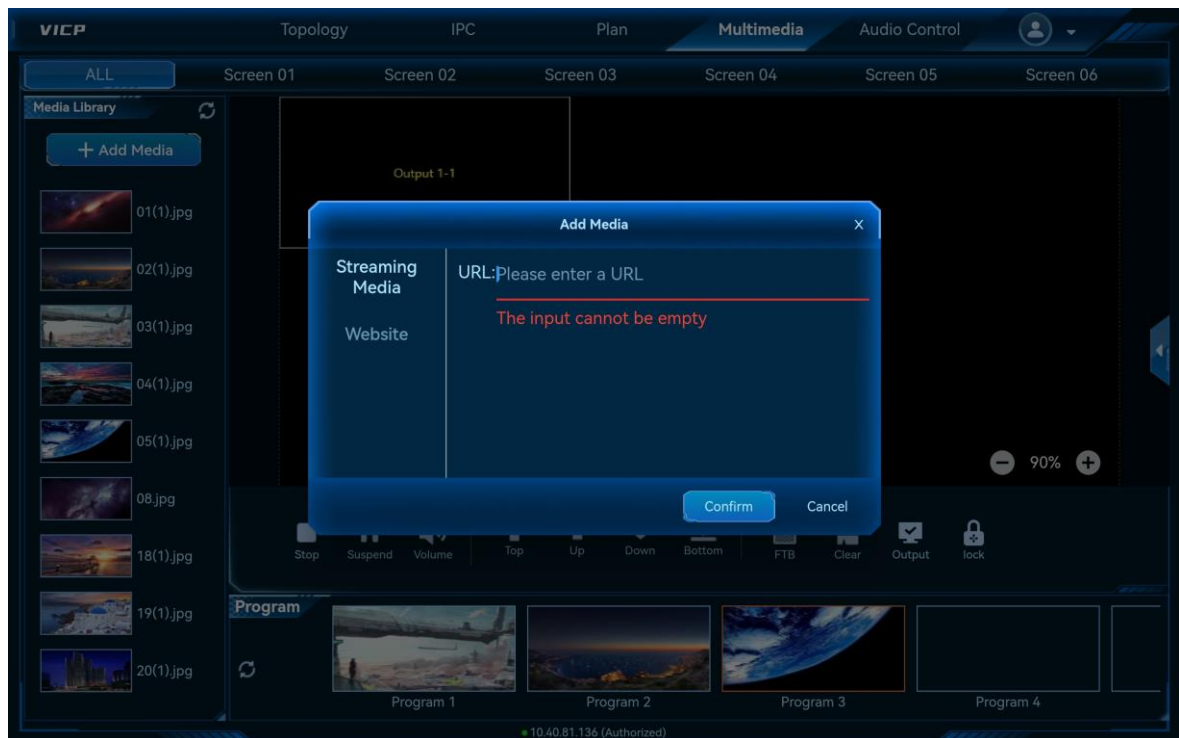 VICP
Topology
IPC
Plan
Multimedia
Audio Control
ALL
Screen 01
Screen 02
Screen 03
Screen 04
Screen 05
Screen 06
Media Library
+ Add Media
01(1).jpg
02(1).jpg
03(1).jpg
04(1).jpg
05(1).jpg
08.jpg
18(1).jpg
19(1).jpg
20(1).jpg
Output 1-1
Add Media
X
Streaming
Media
Website
URL:Please enter a URL
The input cannot be empty
Confirm
Cancel
90%
Stop
Suspend
Volume
Top
Up
Down
Bottom
FTB
Clear
Output
lock
Program
Program 1
Program 2
Program 3
Program 4
10.40.81.136 (Authorized)